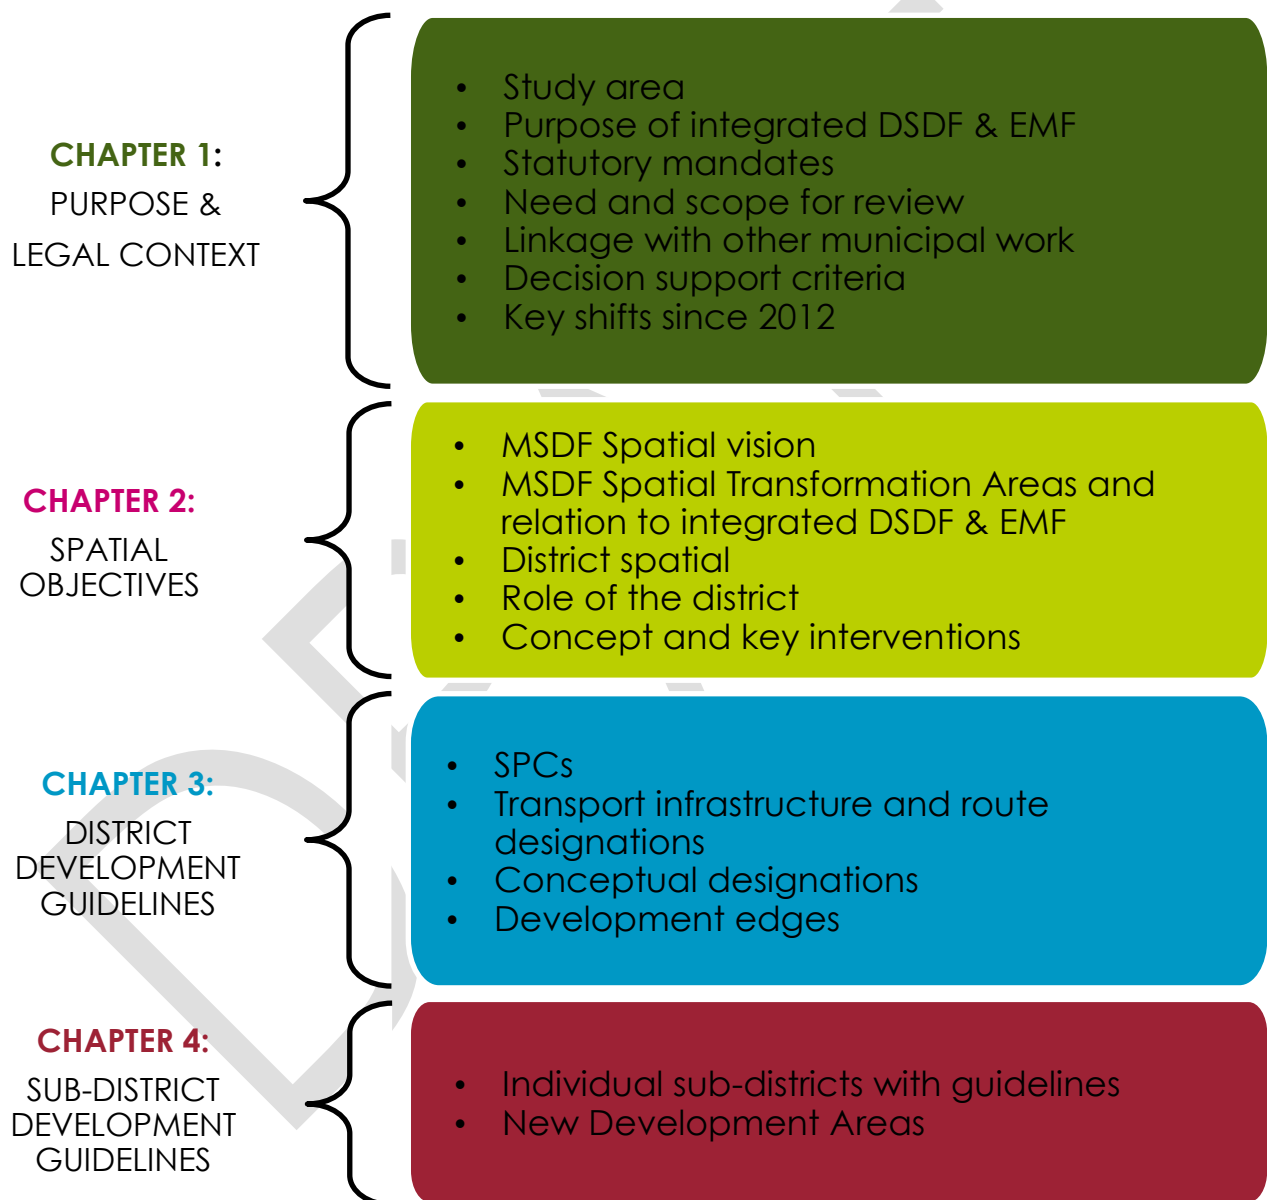 CHAPTER 1:
PURPOSE &
LEGAL CONTEXT
• Study area
• Purpose of integrated DSDF & EMF
• Statutory mandates
• Need and scope for review
• Linkage with other municipal work
• Decision support criteria
• Key shifts since 2012
CHAPTER 2:
SPATIAL
OBJECTIVES
• MSDF Spatial vision
• MSDF Spatial Transformation Areas and
relation to integrated DSDF & EMF
• District spatial
• Role of the district
• Concept and key interventions
CHAPTER 3:
DISTRICT
DEVELOPMENT
GUIDELINES
• SPCs
• Transport infrastructure and route
designations
• Conceptual designations
• Development edges
CHAPTER 4:
SUB-DISTRICT
DEVELOPMENT
GUIDELINES
• Individual sub-districts with guidelines
• New Development Areas